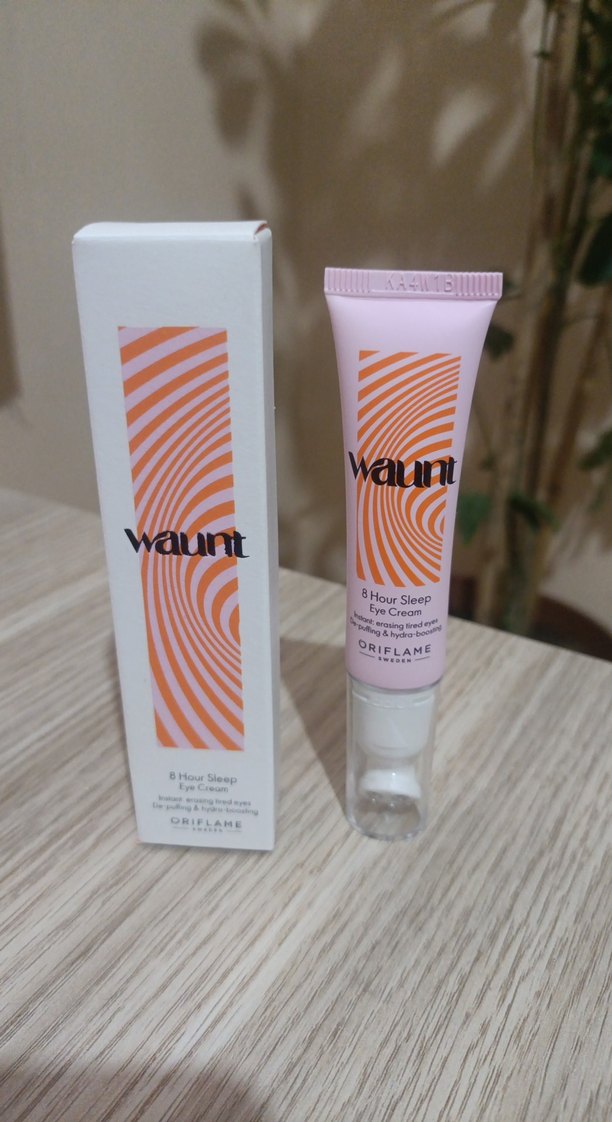 waunt
8 Hour Sleep
Eye Cream
Instant: erasing tired eyes
De-puffing & hydra-boosting
ORIFLAME
SWEDEN
KA4W1B
waunt
8 Hour Sleep
Eye Cream
Instant: erasing tired eyes
De-puffing & hydra-boosting
ORIFLAME
SWEDEN